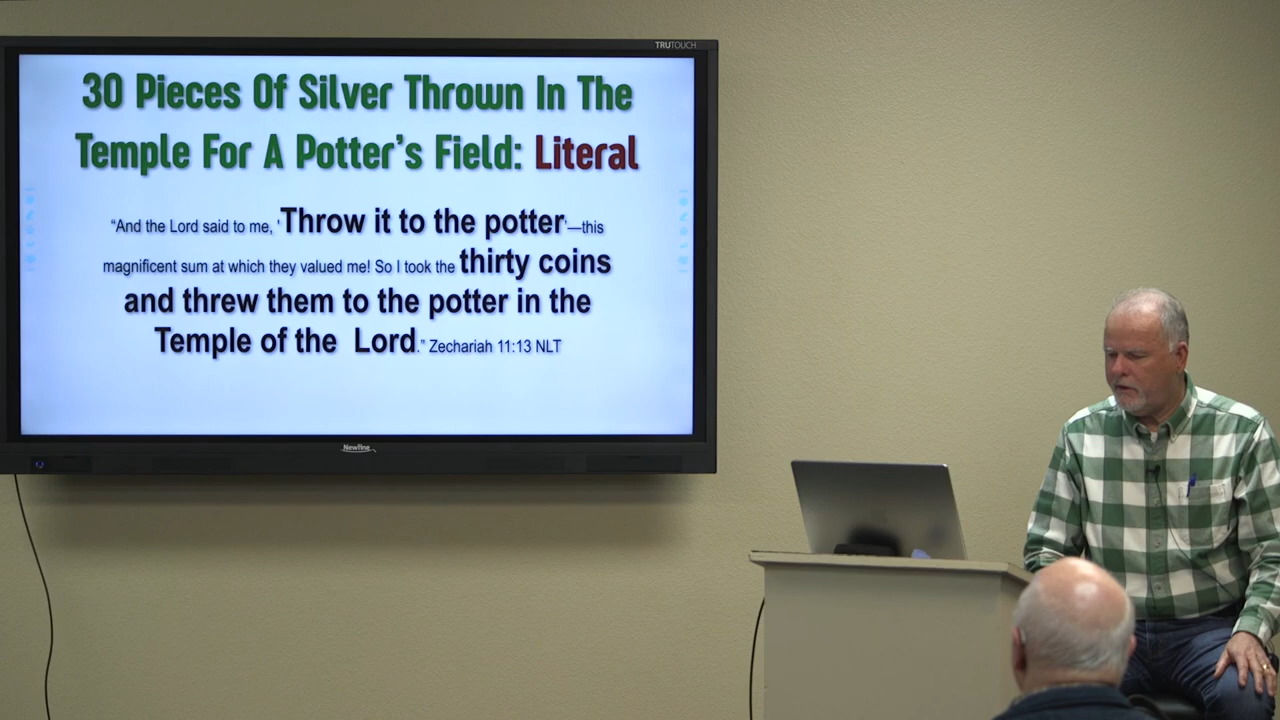 TRUTOUCH
30 Pieces Of Silver Thrown In The
Temple For A Potter's Field: Literal
“And the Lord said to me, ‘Throw it to the potter’—this
magnificent sum at which they valued me! So I took the thirty coins
and threw them to the potter in the
Temple of the Lord.” Zechariah 11:13 NLT
Newline